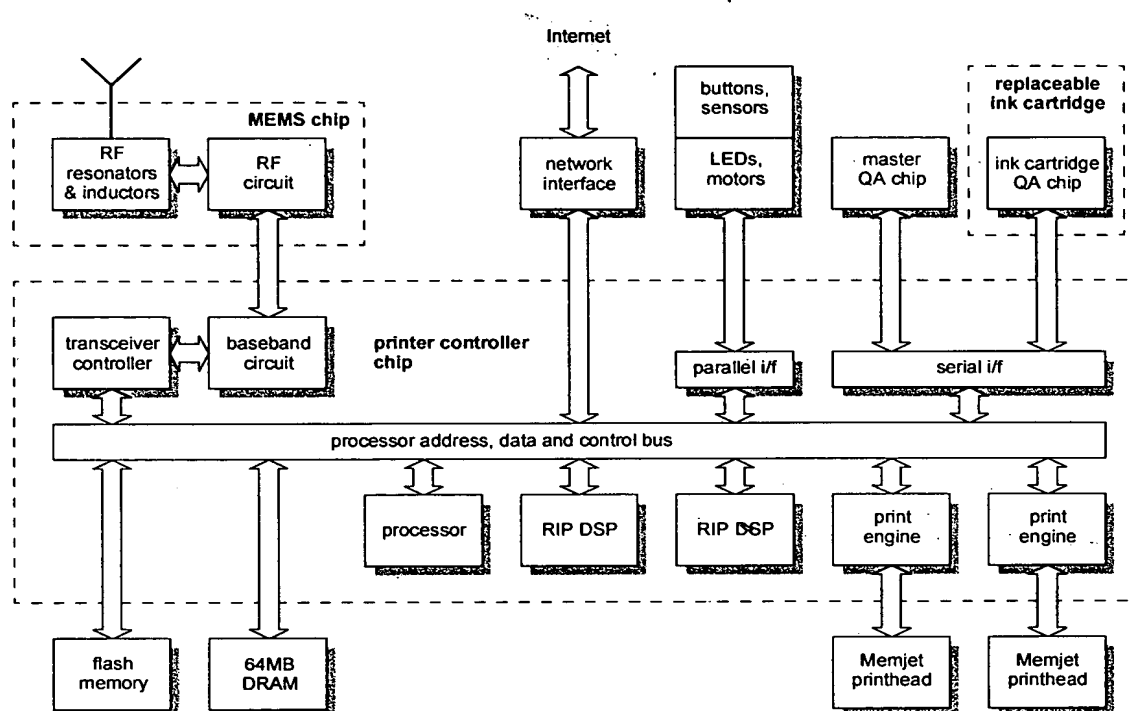 Internet
buttons,
sensors
replaceable
ink cartridge
MEMS chip
RF
resonators
& inductors
RF
circuit
network
interface
LEDs,
motors
master
QA chip
ink cartridge
QA chip
transceiver
controller
baseband
circuit
printer controller
chip
parallel i/f
serial i/f
processor address, data and control bus
processor
RIP DSP
RIP DSP
print
engine
print
engine
flash
memory
64MB
DRAM
Memjet
printhead
Memjet
printhead